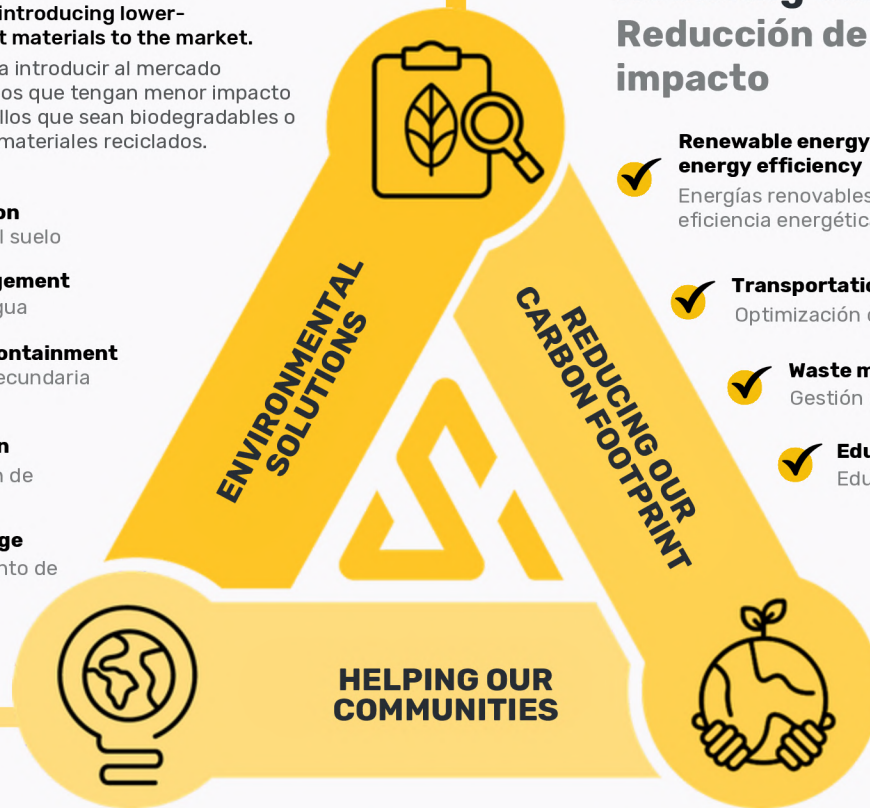 introducing lower-
t materials to the market.
a introducir al mercado
os que tengan menor impacto
llos que sean biodegradables o
materiales reciclados.
on
l suelo
gement
gua
ontainment
ecundaria
n
n de
ge
nto de
ENVIRONMENTAL
SOLUTIONS
REDUCING OUR
CARBON FOOTPRINT
HELPING OUR
COMMUNITIES
Reducción de
impacto
Renewable energy
energy efficiency
Energías renovables
eficiencia energétic
Transportatio
Optimización
Waste m
Gestión
Edu
Edu